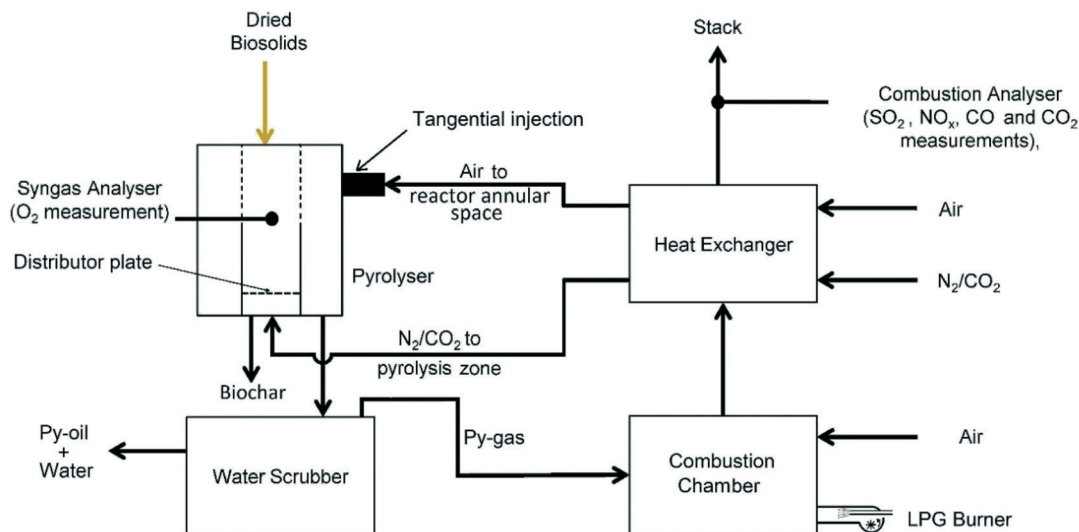 Dried
Biosolids
Stack
Combustion Analyser
(SO₂ , NOₓ, CO and CO₂
measurements),
Tangential injection
Syngas Analyser
(O₂ measurement)
Air to
reactor annular
space
Air
Heat Exchanger
Distributor plate
Pyrolyser
N₂/CO₂
N₂/CO₂ to
pyrolysis zone
Biochar
Py-oil
+
Water
Water Scrubber
Py-gas
Combustion
Chamber
Air
LPG Burner